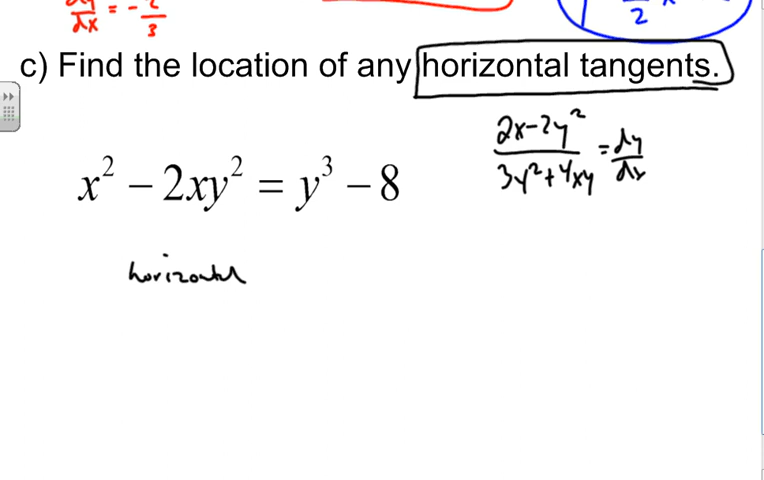 dy/dx = -2/3
2
c) Find the location of any horizontal tangents.
(2x-2y²)/(3y²+4xy) = dy/dx
x² − 2xy² = y³ − 8
horizontal